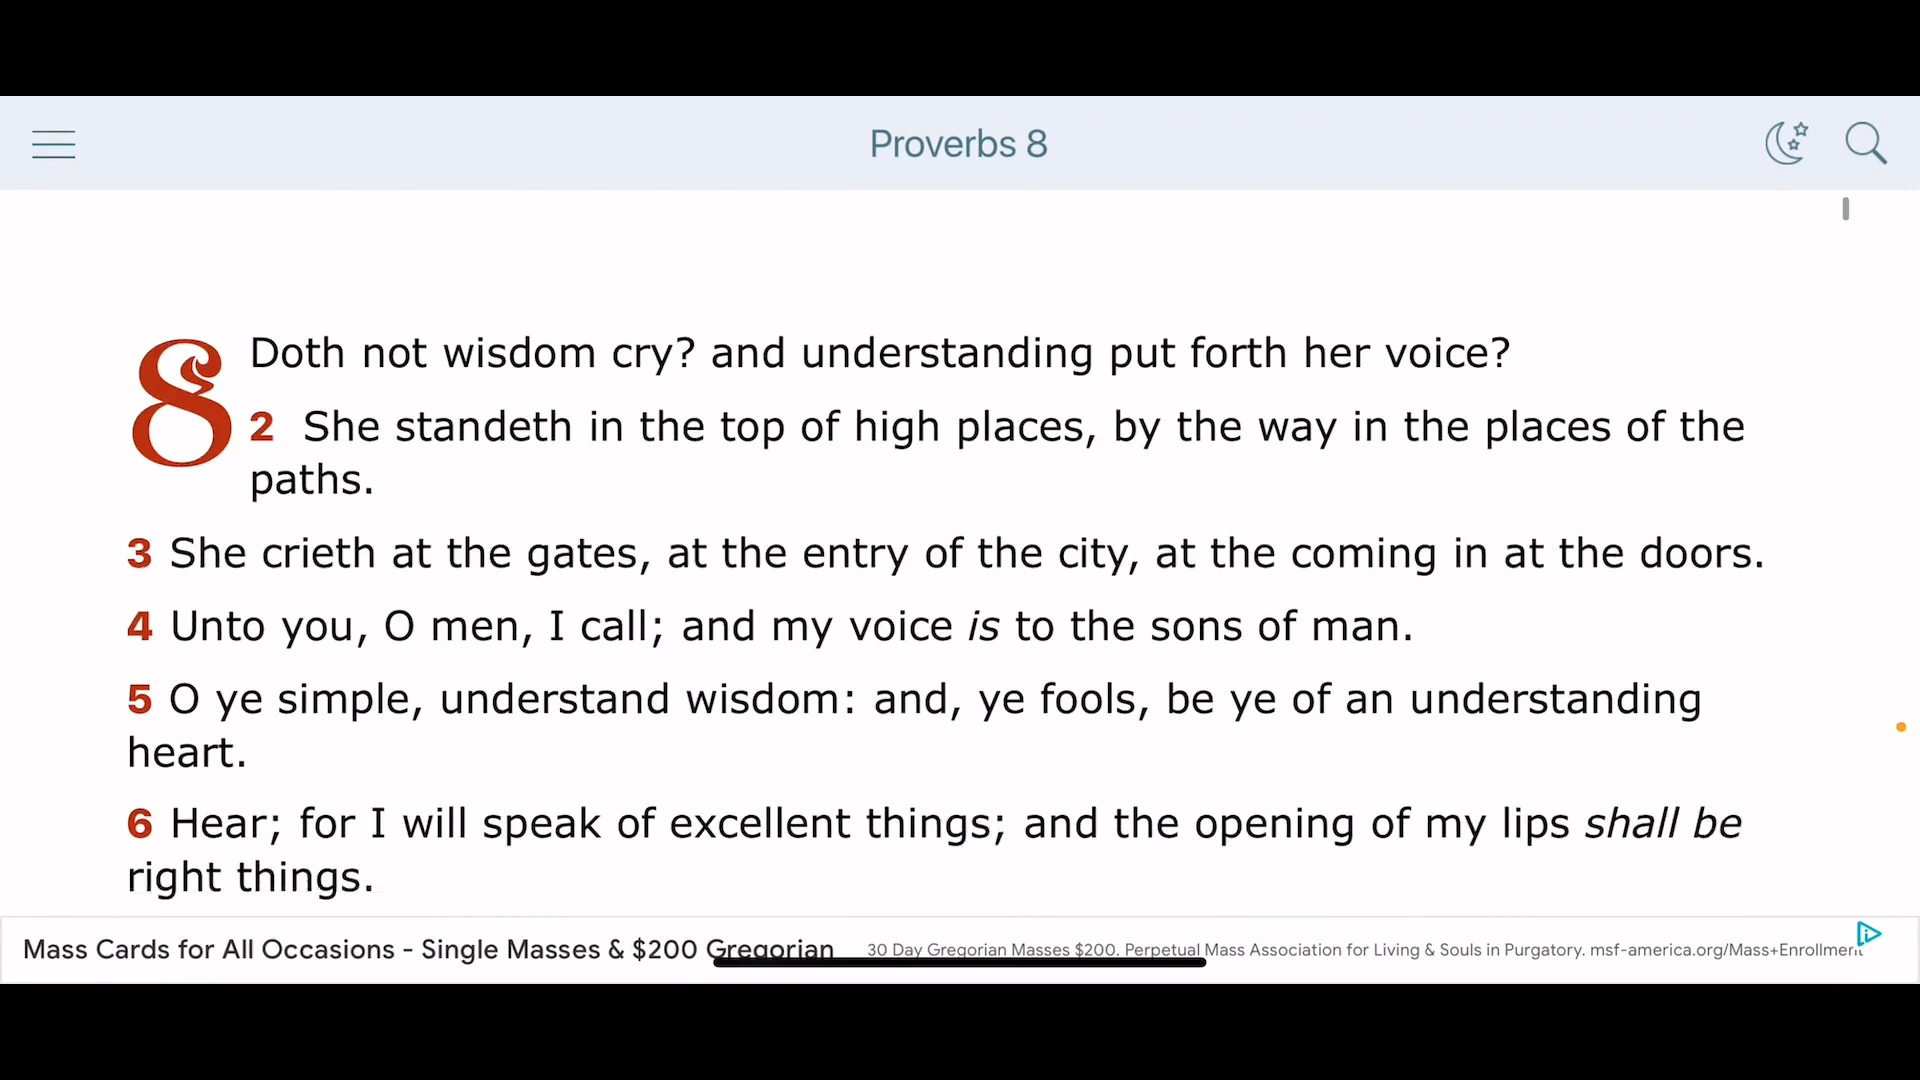 Proverbs 8
8 Doth not wisdom cry? and understanding put forth her voice?
2 She standeth in the top of high places, by the way in the places of the
paths.
3 She crieth at the gates, at the entry of the city, at the coming in at the doors.
4 Unto you, O men, I call; and my voice is to the sons of man.
5 O ye simple, understand wisdom: and, ye fools, be ye of an understanding
heart.
6 Hear; for I will speak of excellent things; and the opening of my lips shall be
right things.
Mass Cards for All Occasions - Single Masses & $200 Gregorian
30 Day Gregorian Masses $200. Perpetual Mass Association for Living & Souls in Purgatory. msf-america.org/Mass+Enrollment